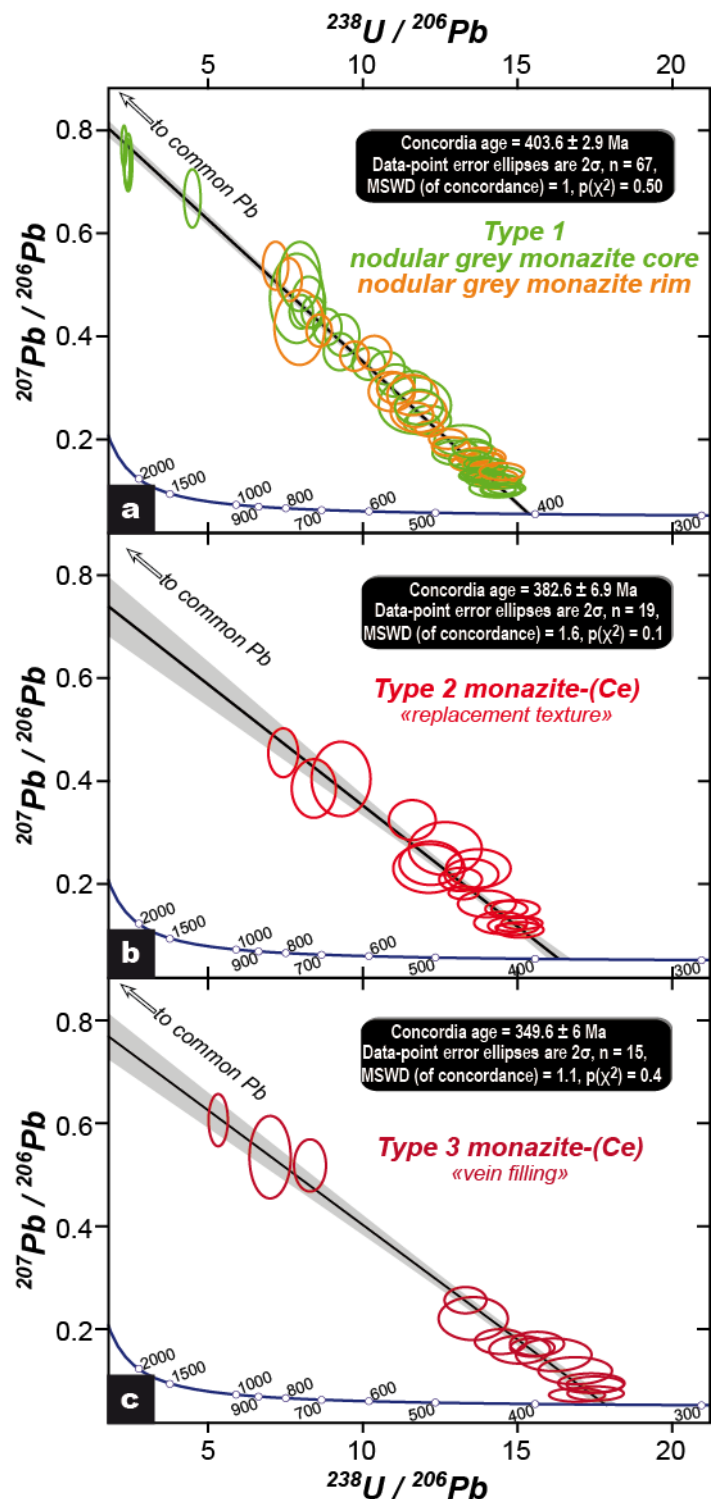 ²³⁸U / ²⁰⁶Pb
5 10 15 20
0.8
0.6
0.4
0.2
²⁰⁷Pb / ²⁰⁶Pb
to common Pb
Concordia age = 403.6 ± 2.9 Ma
Data-point error ellipses are 2σ, n = 67,
MSWD (of concordance) = 1, p(χ²) = 0.50
Type 1
nodular grey monazite core
nodular grey monazite rim
2000 1500 1000 900 800 700 600 500 400 300
a
0.8
0.6
0.4
0.2
²⁰⁷Pb / ²⁰⁶Pb
to common Pb
Concordia age = 382.6 ± 6.9 Ma
Data-point error ellipses are 2σ, n = 19,
MSWD (of concordance) = 1.6, p(χ²) = 0.1
Type 2 monazite-(Ce)
«replacement texture»
2000 1500 1000 900 800 700 600 500 400 300
b
0.8
0.6
0.4
0.2
²⁰⁷Pb / ²⁰⁶Pb
to common Pb
Concordia age = 349.6 ± 6 Ma
Data-point error ellipses are 2σ, n = 15,
MSWD (of concordance) = 1.1, p(χ²) = 0.4
Type 3 monazite-(Ce)
«vein filling»
2000 1500 1000 900 800 700 600 500 400 300
c
5 10 15 20
²³⁸U / ²⁰⁶Pb